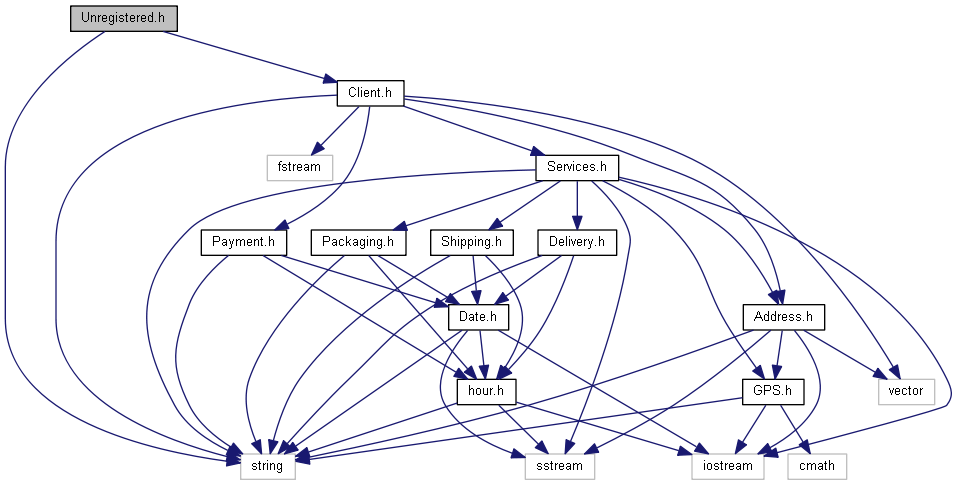 Unregistered.h
Client.h
fstream
Services.h
Payment.h
Packaging.h
Shipping.h
Delivery.h
Date.h
Address.h
hour.h
GPS.h
vector
string
sstream
iostream
cmath